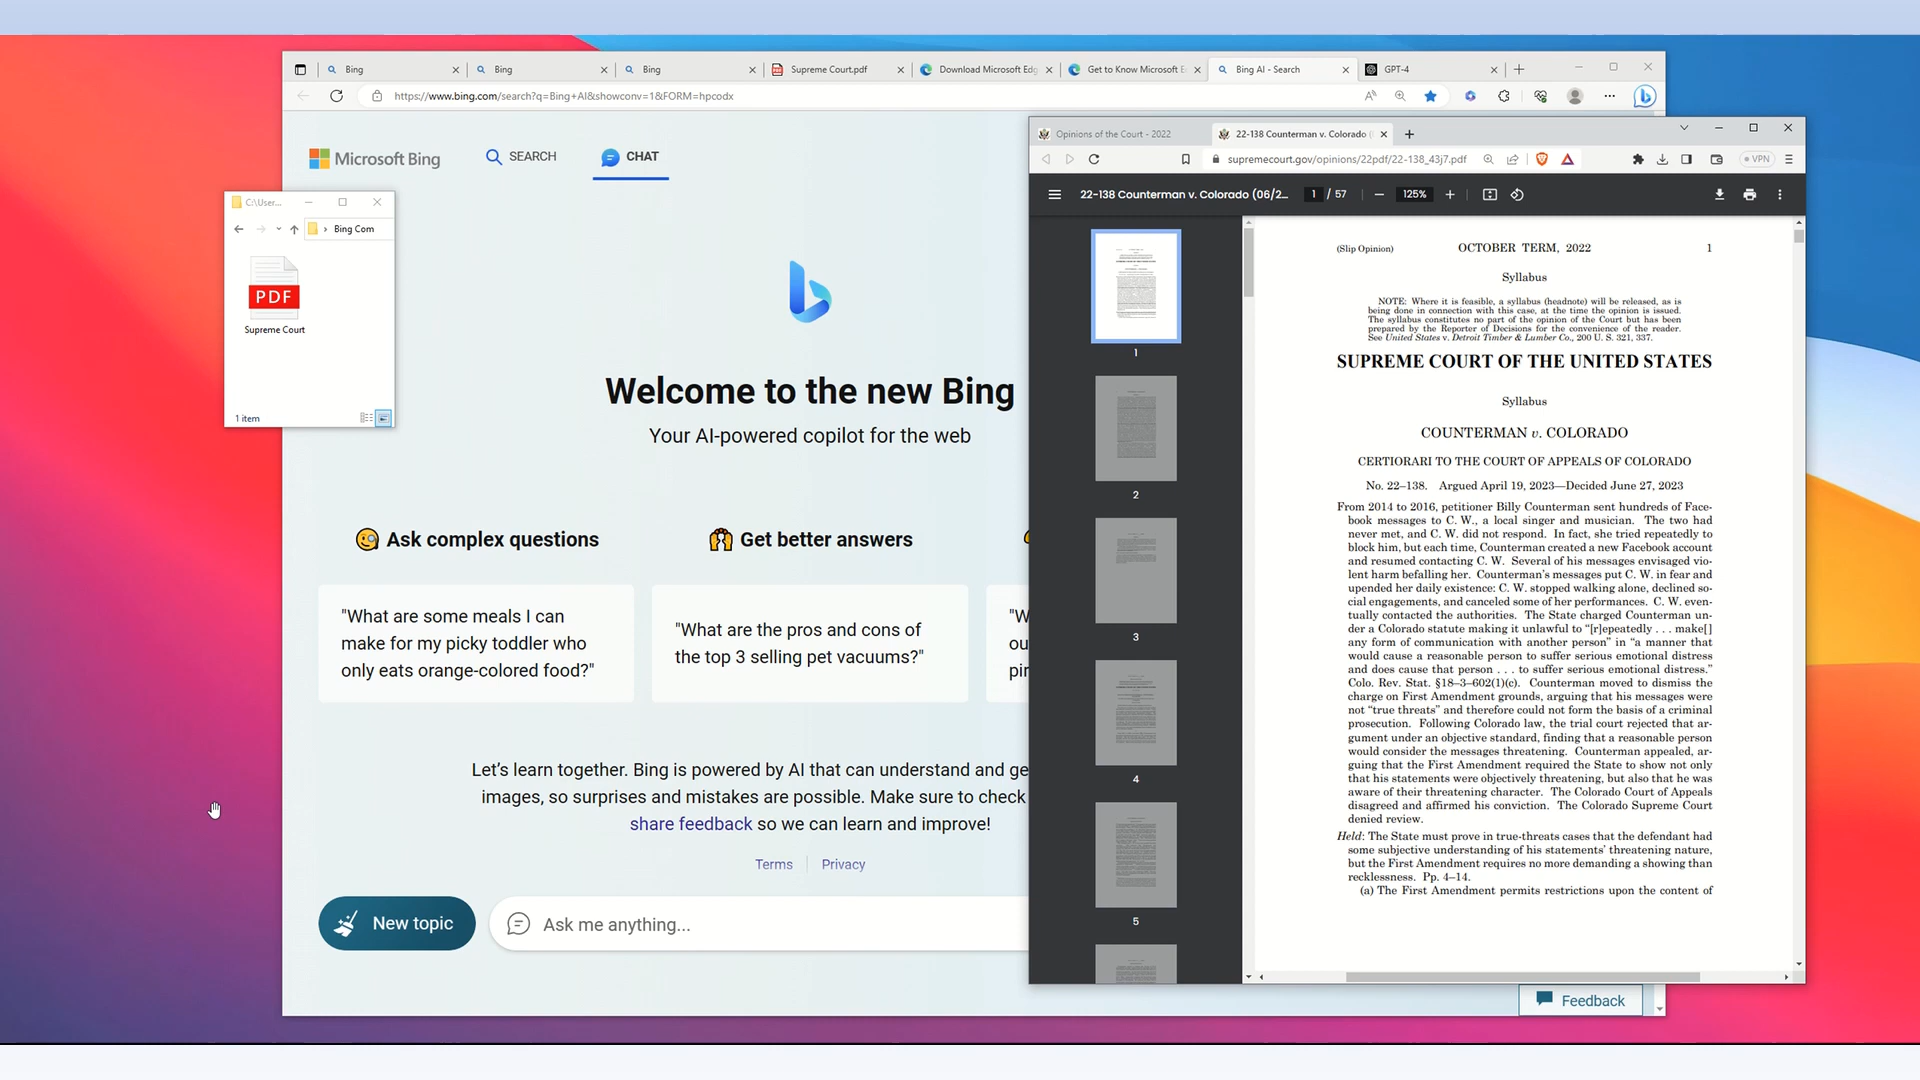 Bing
Bing
Bing
Supreme Court.pdf
Download Microsoft Edg
Get to Know Microsoft E
Bing AI - Search
GPT-4
https://www.bing.com/search?q=Bing+AI&showconv=1&FORM=hpcodx
Microsoft Bing
SEARCH
CHAT
C:\User...
Bing Com
PDF
Supreme Court
1 item
Welcome to the new Bing
Your AI-powered copilot for the web
Ask complex questions
Get better answers
"What are some meals I can
make for my picky toddler who
only eats orange-colored food?"
"What are the pros and cons of
the top 3 selling pet vacuums?"
"W
ou
pir
Let's learn together. Bing is powered by AI that can understand and ge
images, so surprises and mistakes are possible. Make sure to check
share feedback so we can learn and improve!
Terms
Privacy
New topic
Ask me anything...
Feedback
Opinions of the Court - 2022
22-138 Counterman v. Colorado (
supremecourt.gov/opinions/22pdf/22-138_43j7.pdf
VPN
22-138 Counterman v. Colorado (06/2...
1 / 57
125%
1
2
3
4
5
(Slip Opinion)
OCTOBER TERM, 2022
1
Syllabus
NOTE: Where it is feasible, a syllabus (headnote) will be released, as is
being done in connection with this case, at the time the opinion is issued.
The syllabus constitutes no part of the opinion of the Court but has been
prepared by the Reporter of Decisions for the convenience of the reader.
See United States v. Detroit Timber & Lumber Co., 200 U. S. 321, 337.
SUPREME COURT OF THE UNITED STATES
Syllabus
COUNTERMAN v. COLORADO
CERTIORARI TO THE COURT OF APPEALS OF COLORADO
No. 22–138. Argued April 19, 2023—Decided June 27, 2023
From 2014 to 2016, petitioner Billy Counterman sent hundreds of Face-
book messages to C. W., a local singer and musician. The two had
never met, and C. W. did not respond. In fact, she tried repeatedly to
block him, but each time, Counterman created a new Facebook account
and resumed contacting C. W. Several of his messages envisaged vio-
lent harm befalling her. Counterman's messages put C. W. in fear and
upended her daily existence: C. W. stopped walking alone, declined so-
cial engagements, and canceled some of her performances. C. W. even-
tually contacted the authorities. The State charged Counterman un-
der a Colorado statute making it unlawful to "[r]epeatedly . . . make[]
any form of communication with another person" in "a manner that
would cause a reasonable person to suffer serious emotional distress
and does cause that person . . . to suffer serious emotional distress."
Colo. Rev. Stat. §18–3–602(1)(c). Counterman moved to dismiss the
charge on First Amendment grounds, arguing that his messages were
not "true threats" and therefore could not form the basis of a criminal
prosecution. Following Colorado law, the trial court rejected that ar-
gument under an objective standard, finding that a reasonable person
would consider the messages threatening. Counterman appealed, ar-
guing that the First Amendment required the State to show not only
that his statements were objectively threatening, but also that he was
aware of their threatening character. The Colorado Court of Appeals
disagreed and affirmed his conviction. The Colorado Supreme Court
denied review.
Held: The State must prove in true-threats cases that the defendant had
some subjective understanding of his statements' threatening nature,
but the First Amendment requires no more demanding a showing than
recklessness. Pp. 4–14.
(a) The First Amendment permits restrictions upon the content of